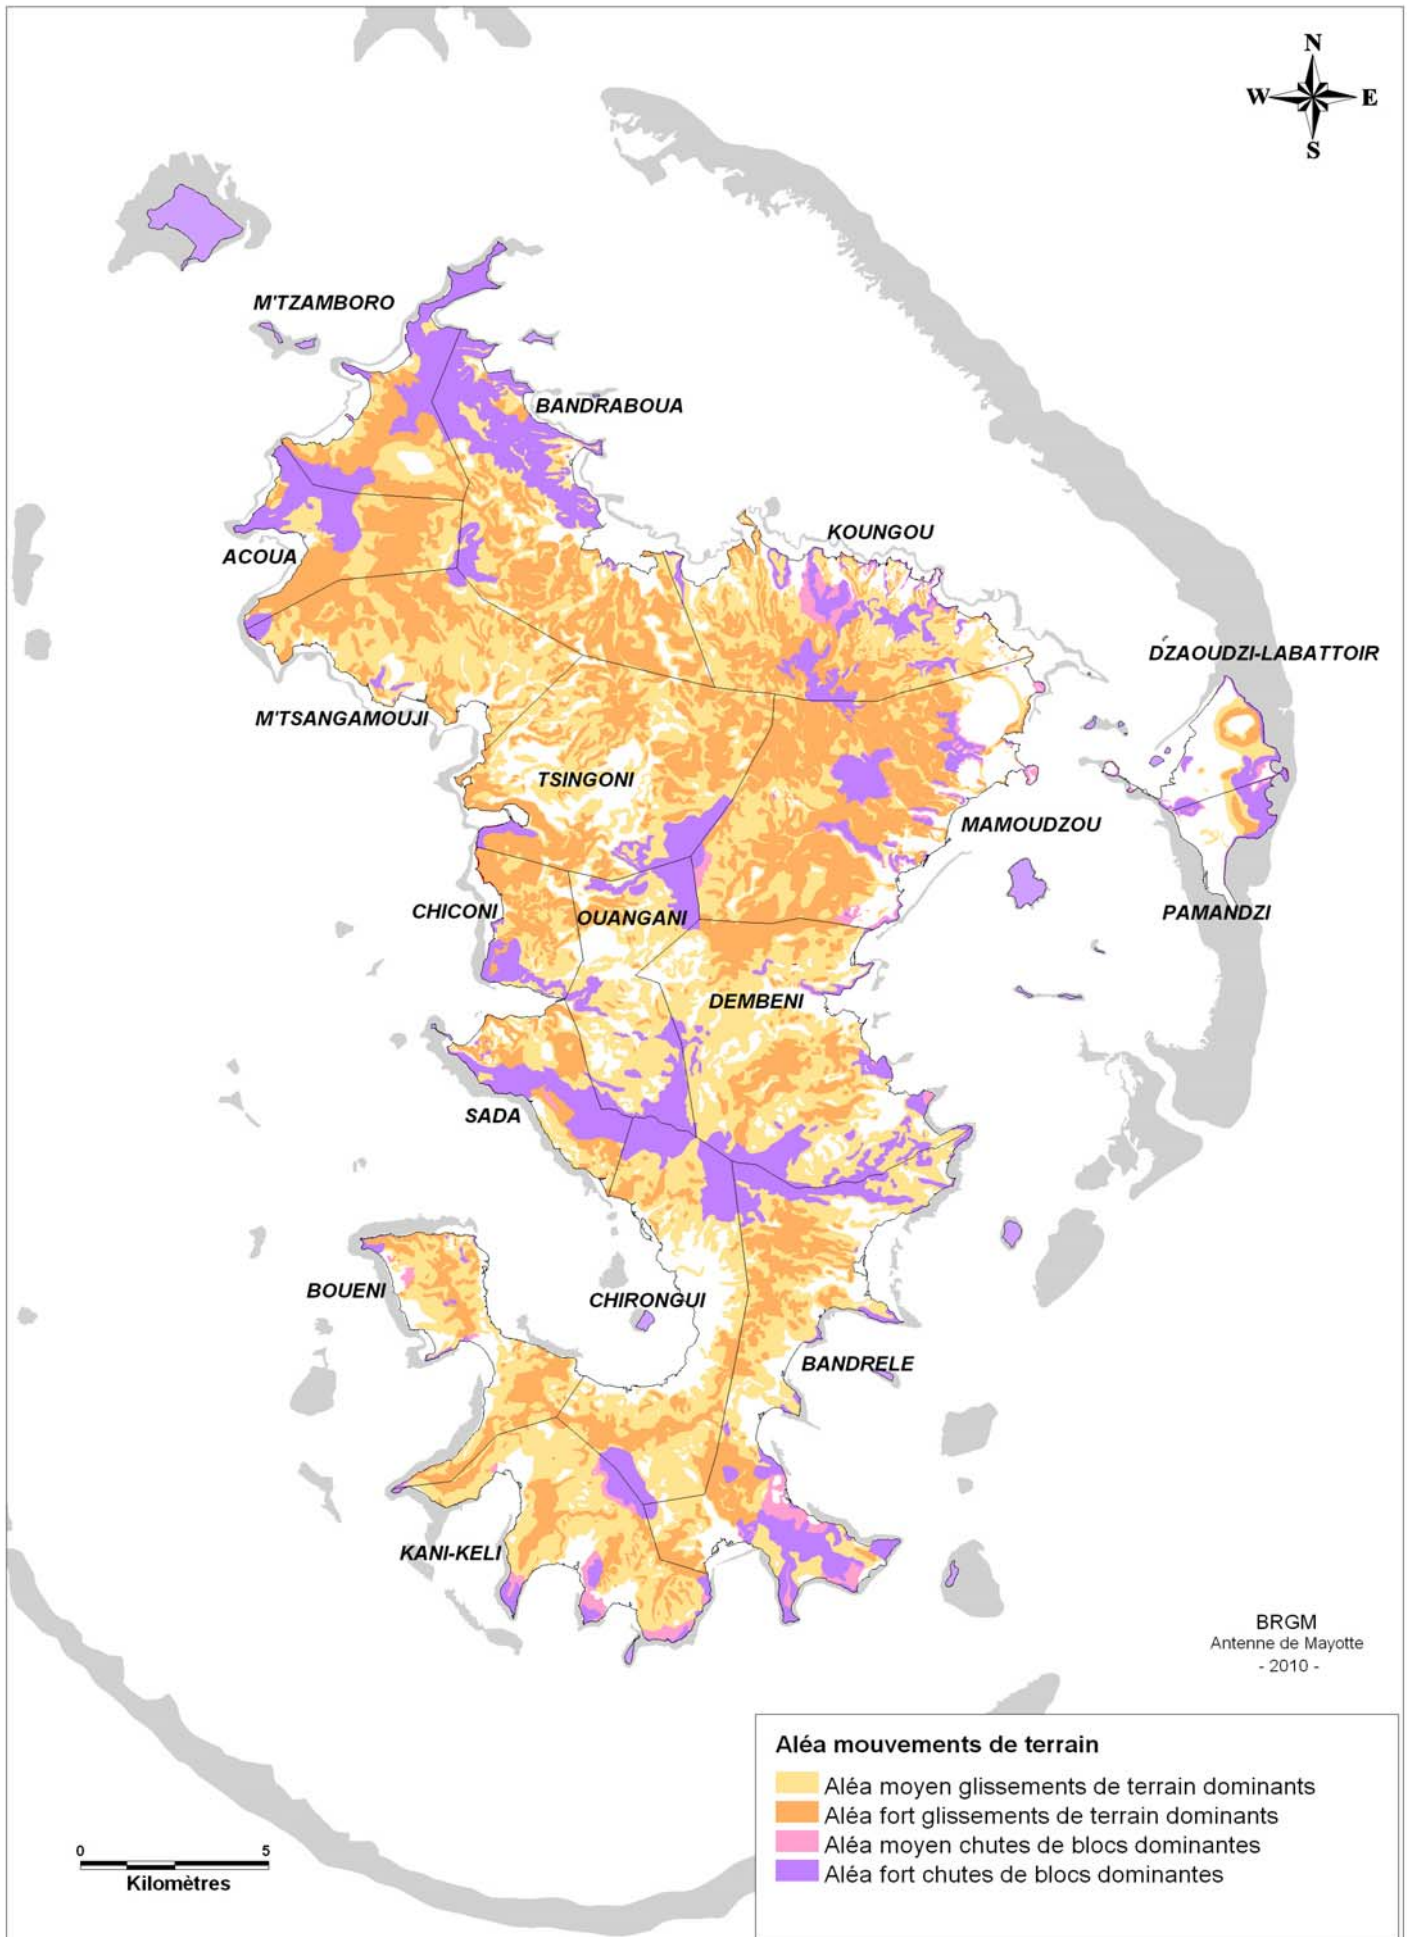 N
W E
S
M'TZAMBORO
BANDRABOUA
KOUNGOU
ACOUA
DZAOUDZI-LABATTOIR
M'TSANGAMOUJI
TSINGONI
MAMOUDZOU
CHICONI
OUANGANI
PAMANDZI
DEMBENI
SADA
BOUENI
CHIRONGUI
BANDRELE
KANI-KELI
BRGM
Antenne de Mayotte
- 2010 -
Aléa mouvements de terrain
Aléa moyen glissements de terrain dominants
Aléa fort glissements de terrain dominants
Aléa moyen chutes de blocs dominantes
Aléa fort chutes de blocs dominantes
0 5
Kilomètres